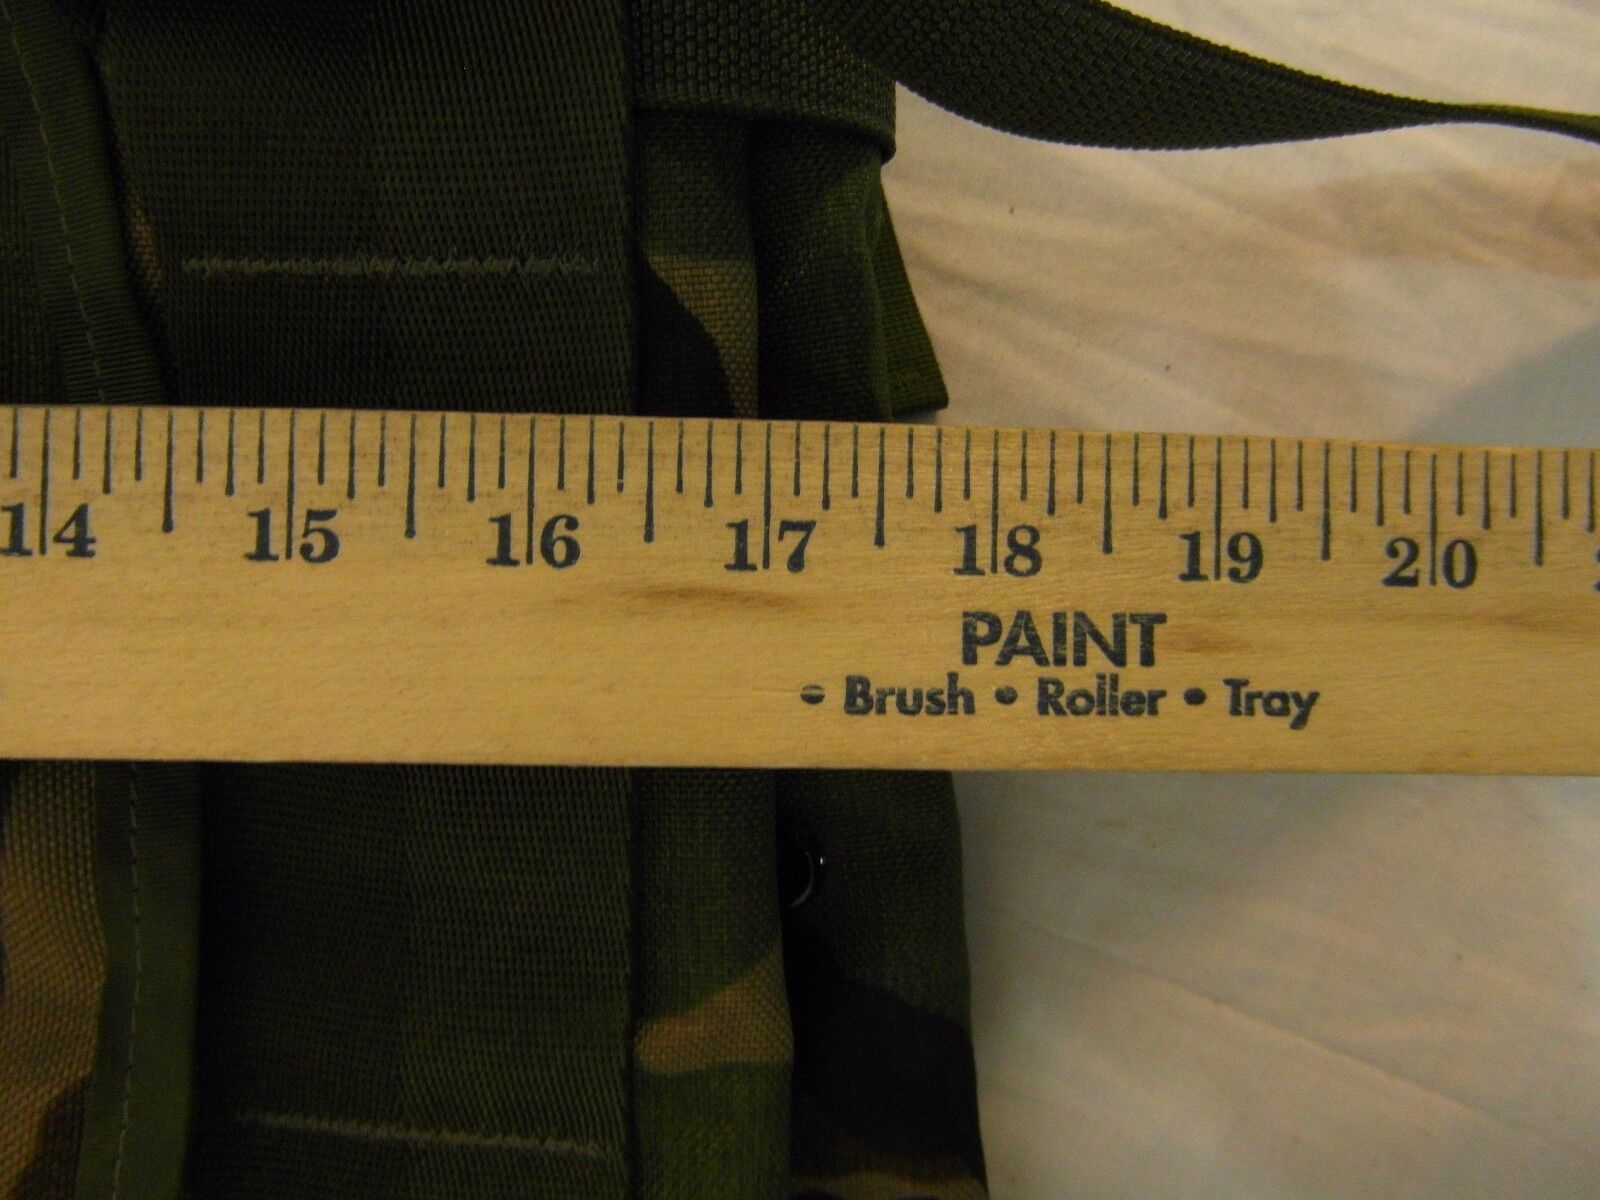 14 15 16 17 18 19 20
PAINT
• Brush • Roller • Tray